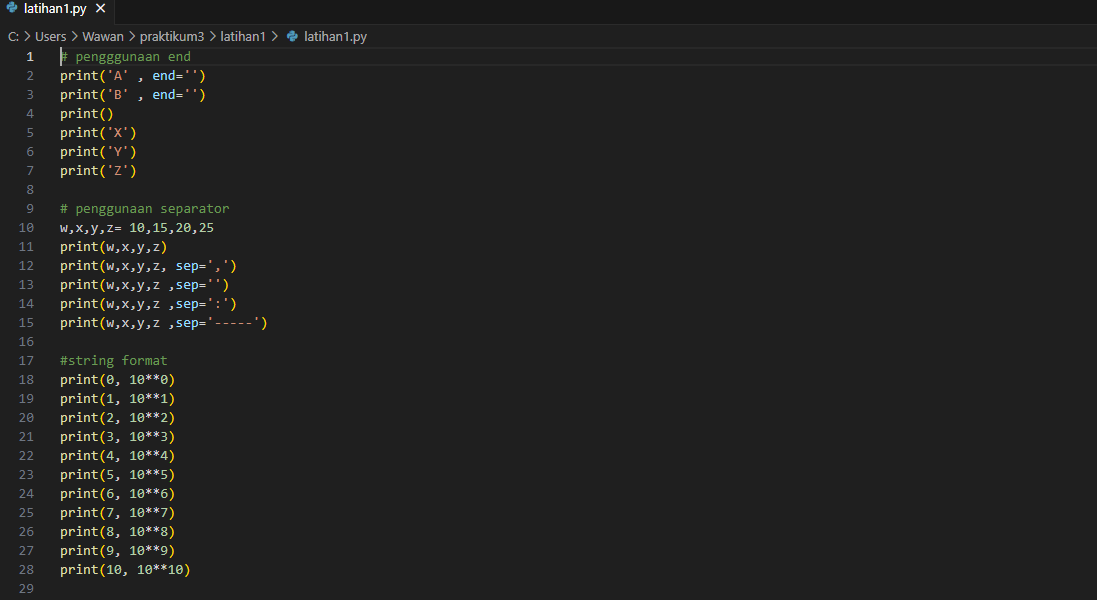 latihan1.py ×
C: > Users > Wawan > praktikum3 > latihan1 > latihan1.py
1 # pengggunaan end
2 print('A' , end='')
3 print('B' , end='')
4 print()
5 print('X')
6 print('Y')
7 print('Z')
8
9 # penggunaan separator
10 w,x,y,z= 10,15,20,25
11 print(w,x,y,z)
12 print(w,x,y,z, sep=',')
13 print(w,x,y,z ,sep='')
14 print(w,x,y,z ,sep=':')
15 print(w,x,y,z ,sep='-----')
16
17 #string format
18 print(0, 10**0)
19 print(1, 10**1)
20 print(2, 10**2)
21 print(3, 10**3)
22 print(4, 10**4)
23 print(5, 10**5)
24 print(6, 10**6)
25 print(7, 10**7)
26 print(8, 10**8)
27 print(9, 10**9)
28 print(10, 10**10)
29